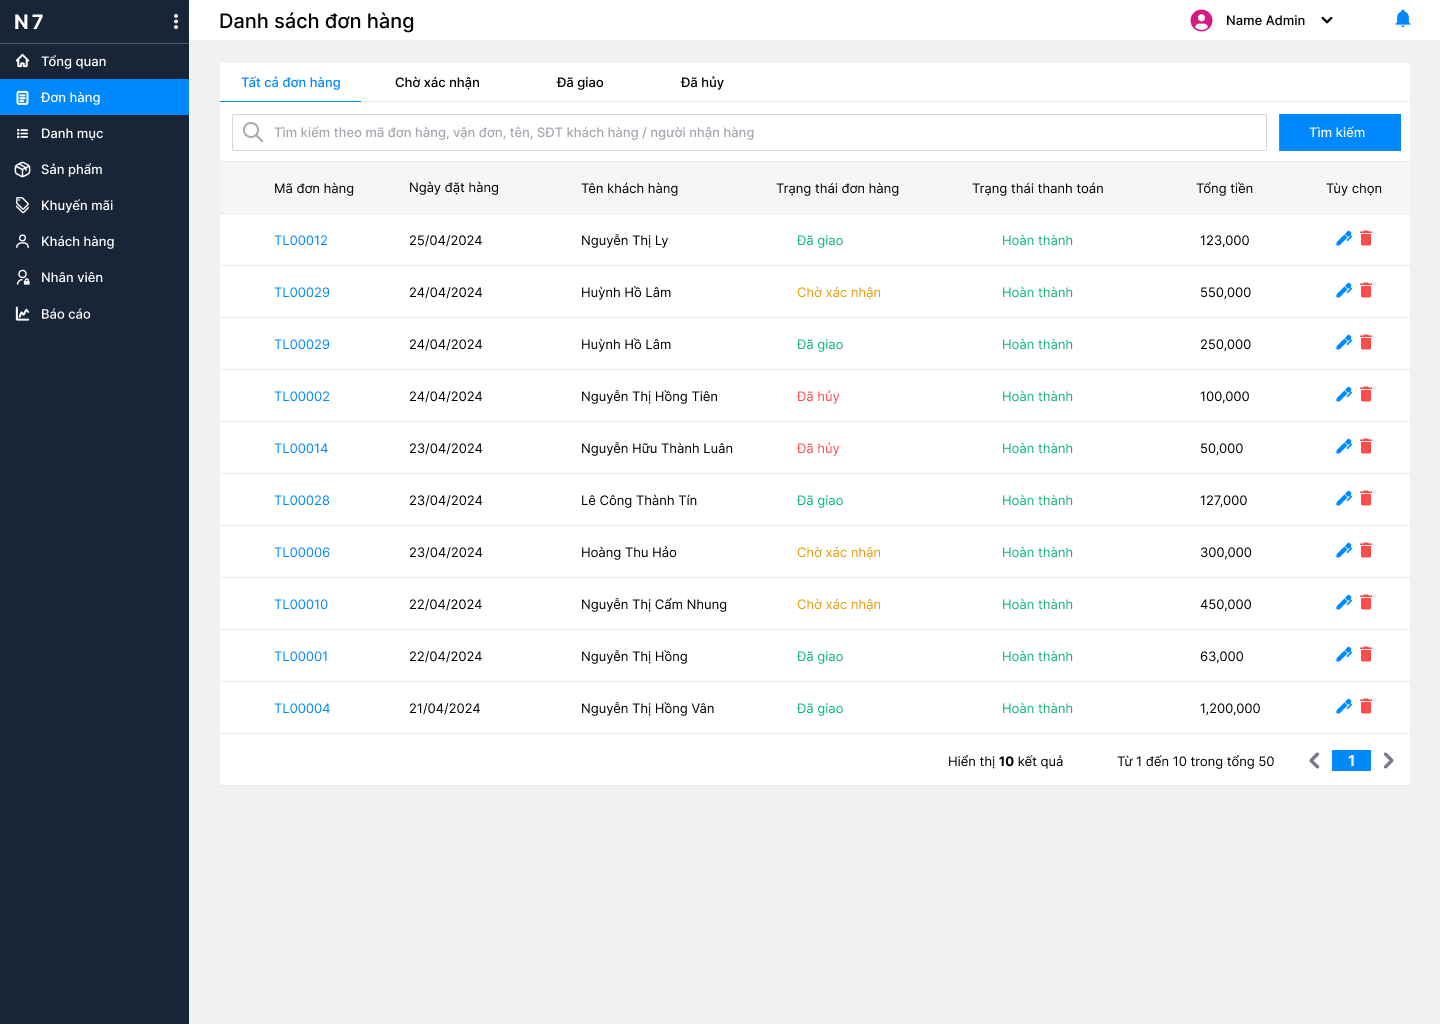 N7
Danh sách đơn hàng
Name Admin
Tổng quan
Đơn hàng
Danh mục
Sản phẩm
Khuyến mãi
Khách hàng
Nhân viên
Báo cáo
Tất cả đơn hàng Chờ xác nhận Đã giao Đã hủy
Tìm kiếm theo mã đơn hàng, vận đơn, tên, SĐT khách hàng / người nhận hàng Tìm kiếm
Mã đơn hàng Ngày đặt hàng Tên khách hàng Trạng thái đơn hàng Trạng thái thanh toán Tổng tiền Tùy chọn
TL00012 25/04/2024 Nguyễn Thị Ly Đã giao Hoàn thành 123,000
TL00029 24/04/2024 Huỳnh Hồ Lâm Chờ xác nhận Hoàn thành 550,000
TL00029 24/04/2024 Huỳnh Hồ Lâm Đã giao Hoàn thành 250,000
TL00002 24/04/2024 Nguyễn Thị Hồng Tiên Đã hủy Hoàn thành 100,000
TL00014 23/04/2024 Nguyễn Hữu Thành Luân Đã hủy Hoàn thành 50,000
TL00028 23/04/2024 Lê Công Thành Tín Đã giao Hoàn thành 127,000
TL00006 23/04/2024 Hoàng Thu Hảo Chờ xác nhận Hoàn thành 300,000
TL00010 22/04/2024 Nguyễn Thị Cẩm Nhung Chờ xác nhận Hoàn thành 450,000
TL00001 22/04/2024 Nguyễn Thị Hồng Đã giao Hoàn thành 63,000
TL00004 21/04/2024 Nguyễn Thị Hồng Vân Đã giao Hoàn thành 1,200,000
Hiển thị 10 kết quả Từ 1 đến 10 trong tổng 50 1